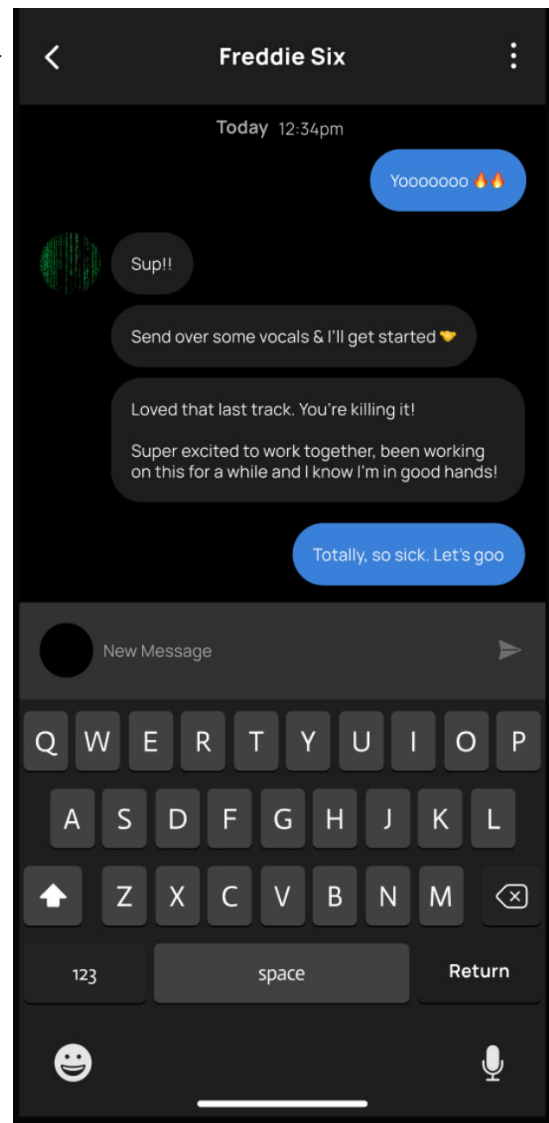 Freddie Six
Today 12:34pm
Yooooooo 🔥🔥
Sup!!
Send over some vocals & I'll get started 🤝
Loved that last track. You're killing it!
Super excited to work together, been working
on this for a while and I know I'm in good hands!
Totally, so sick. Let's goo
New Message
Q W E R T Y U I O P
A S D F G H J K L
Z X C V B N M
123 space Return